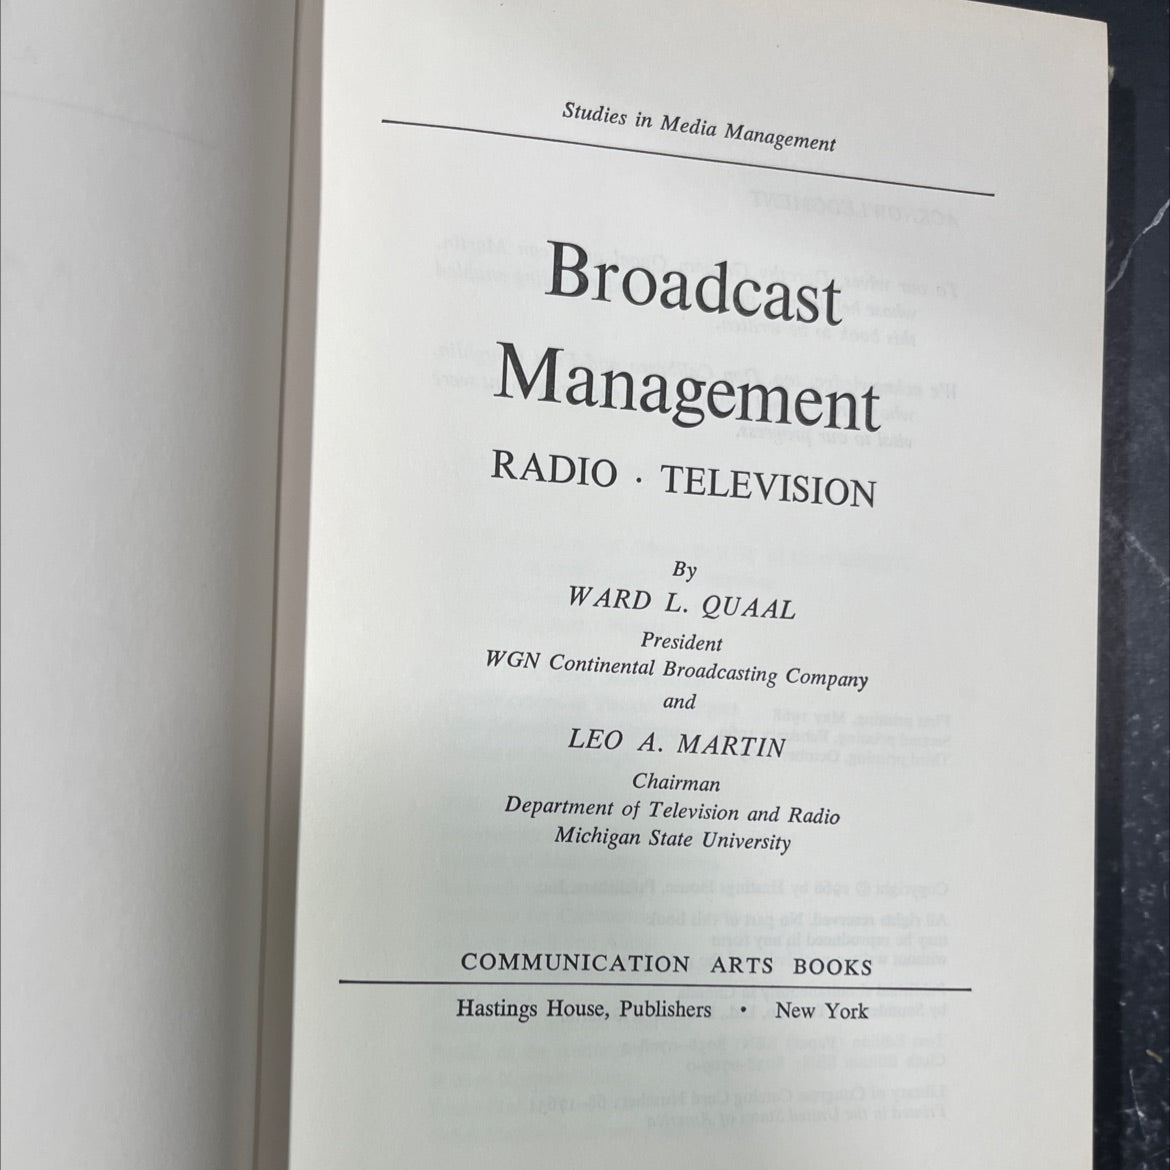 Studies in Media Management
Broadcast
Management
RADIO · TELEVISION
By
WARD L. QUAAL
President
WGN Continental Broadcasting Company
and
LEO A. MARTIN
Chairman
Department of Television and Radio
Michigan State University
COMMUNICATION ARTS BOOKS
Hastings House, Publishers • New York